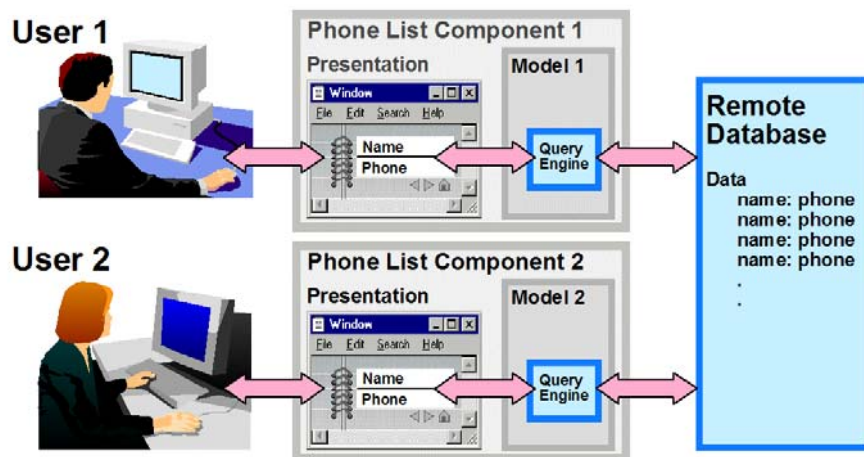 User 1
Phone List Component 1
Presentation
Model 1
Window
File Edit Search Help
Name
Phone
Query
Engine
Remote
Database
Data
name: phone
name: phone
name: phone
name: phone
.
.
User 2
Phone List Component 2
Presentation
Model 2
Window
File Edit Search Help
Name
Phone
Query
Engine